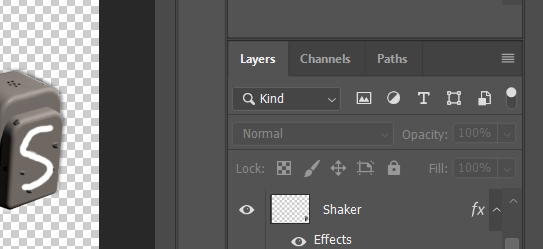 S
Layers Channels Paths
Kind
Normal Opacity: 100%
Lock: Fill: 100%
Shaker fx
Effects